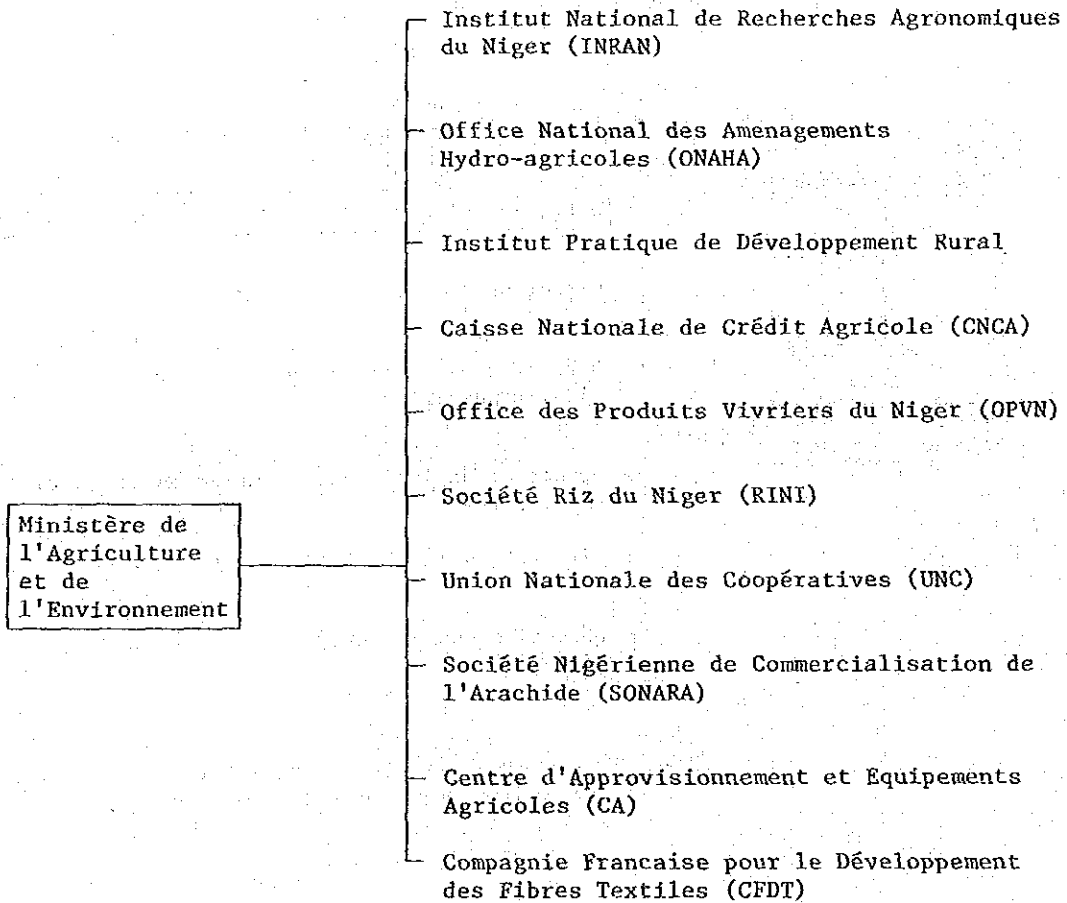 Institut National de Recherches Agronomiques
du Niger (INRAN)
Office National des Amenagements
Hydro-agricoles (ONAHA)
Institut Pratique de Développement Rural
Caisse Nationale de Crédit Agricole (CNCA)
Office des Produits Vivriers du Niger (OPVN)
Société Riz du Niger (RINI)
Ministère de
l'Agriculture
et de
l'Environnement
Union Nationale des Coopératives (UNC)
Société Nigérienne de Commercialisation de
l'Arachide (SONARA)
Centre d'Approvisionnement et Equipements
Agricoles (CA)
Compagnie Francaise pour le Développement
des Fibres Textiles (CFDT)